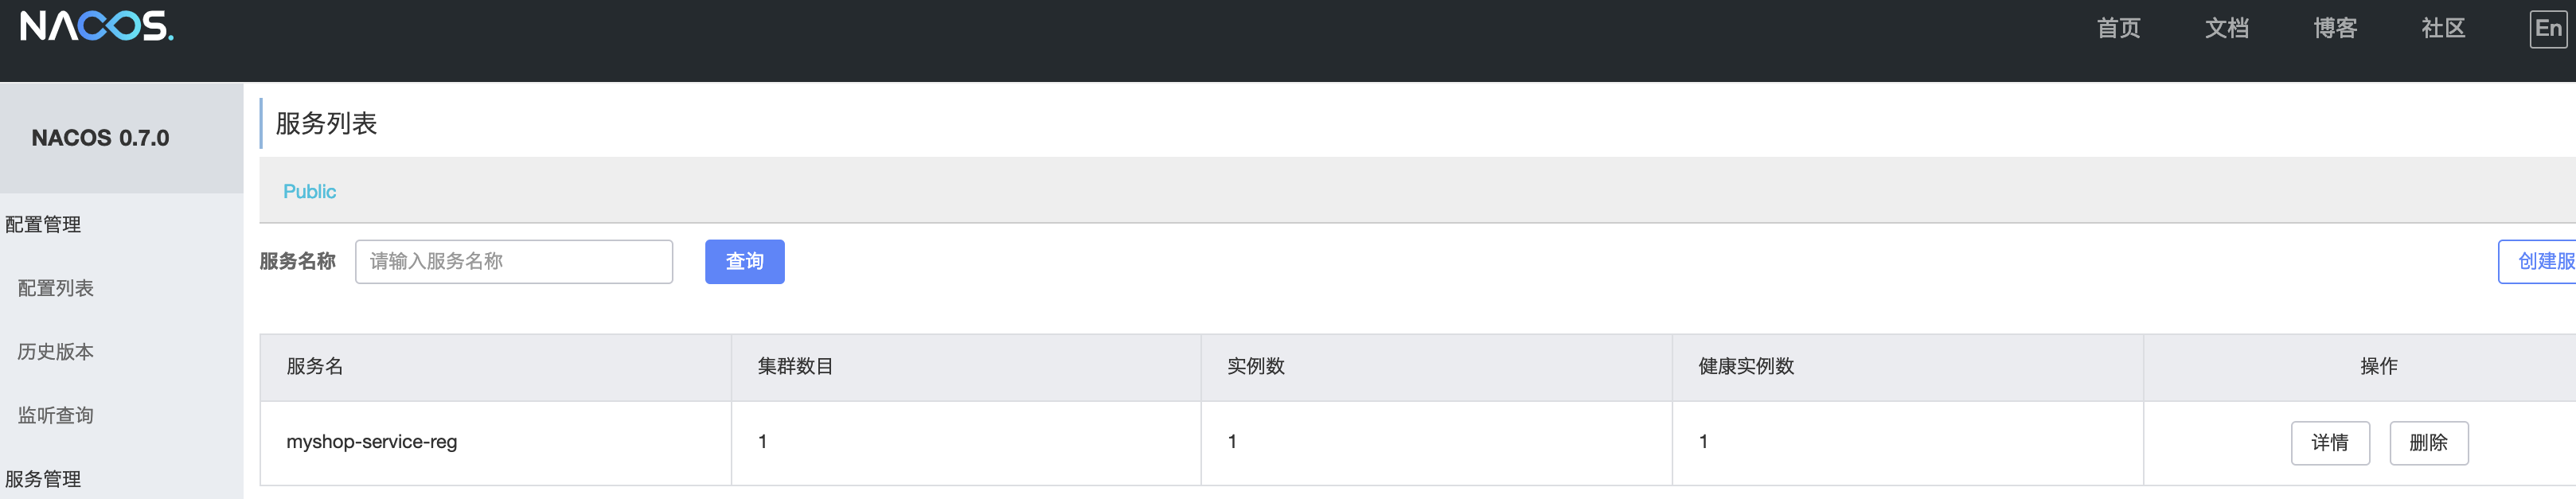 NACOS.
首页 文档 博客 社区 En
NACOS 0.7.0
配置管理
配置列表
历史版本
监听查询
服务管理
服务列表
Public
服务名称 请输入服务名称 查询 创建服
服务名 集群数目 实例数 健康实例数 操作
myshop-service-reg 1 1 1 详情 删除